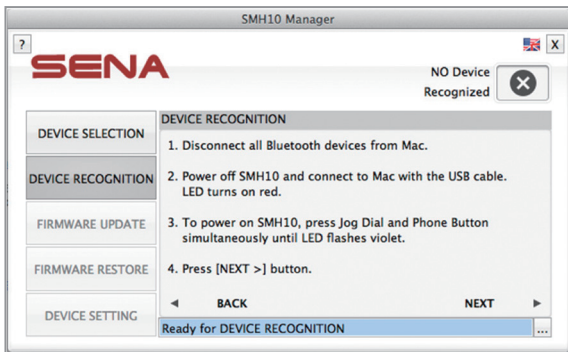 SMH10 Manager
?
X
SENA
NO Device
Recognized
DEVICE SELECTION
DEVICE RECOGNITION
FIRMWARE UPDATE
FIRMWARE RESTORE
DEVICE SETTING
DEVICE RECOGNITION
1. Disconnect all Bluetooth devices from Mac.
2. Power off SMH10 and connect to Mac with the USB cable.
LED turns on red.
3. To power on SMH10, press Jog Dial and Phone Button
simultaneously until LED flashes violet.
4. Press [NEXT >] button.
BACK
NEXT
Ready for DEVICE RECOGNITION
...